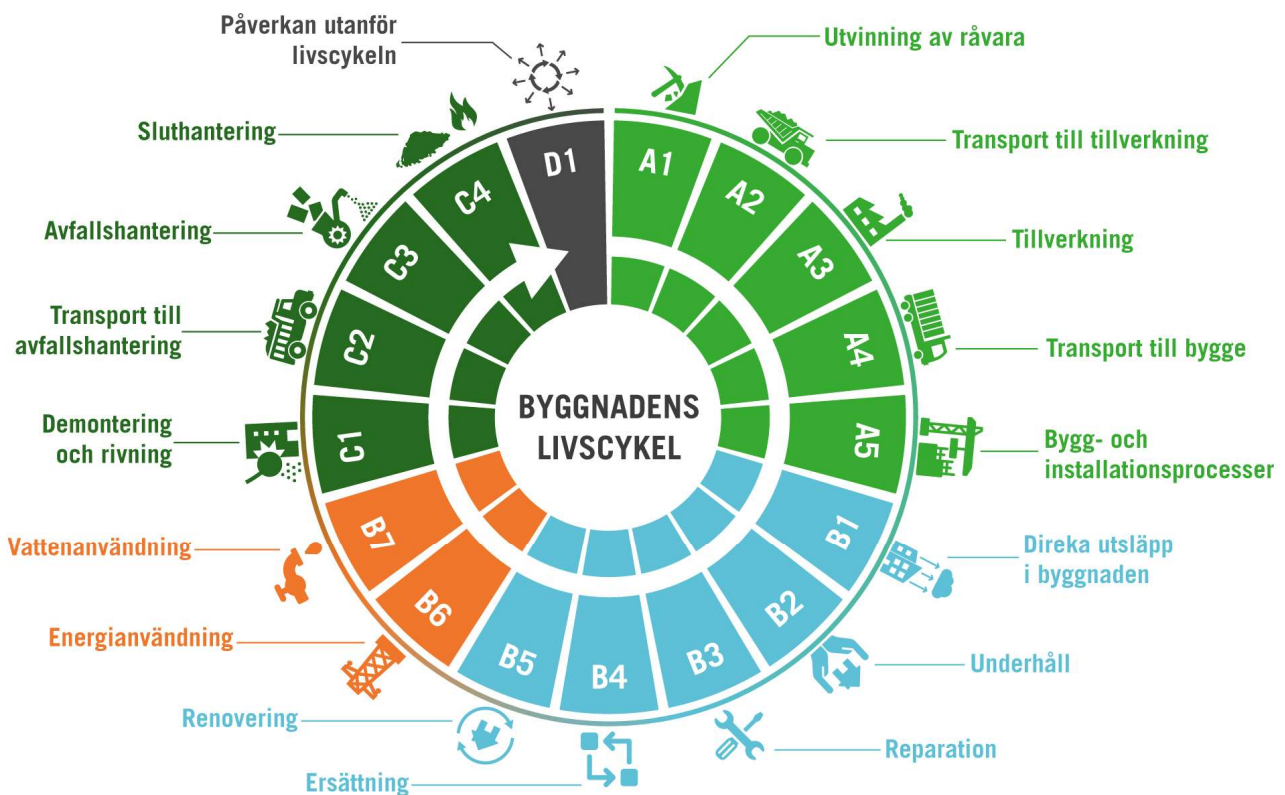 Påverkan utanför
livscykeln
Utvinning av råvara
Sluthantering
Transport till tillverkning
Avfallshantering
Tillverkning
Transport till
avfallshantering
Transport till bygge
Demontering
och rivning
Bygg- och
installationsprocesser
Vattenanvändning
Direka utsläpp
i byggnaden
Energianvändning
Underhåll
Renovering
Reparation
Ersättning
A1
A2
A3
A4
A5
B1
B2
B3
B4
B5
B6
B7
C1
C2
C3
C4
D1
BYGGNADENS
LIVSCYKEL